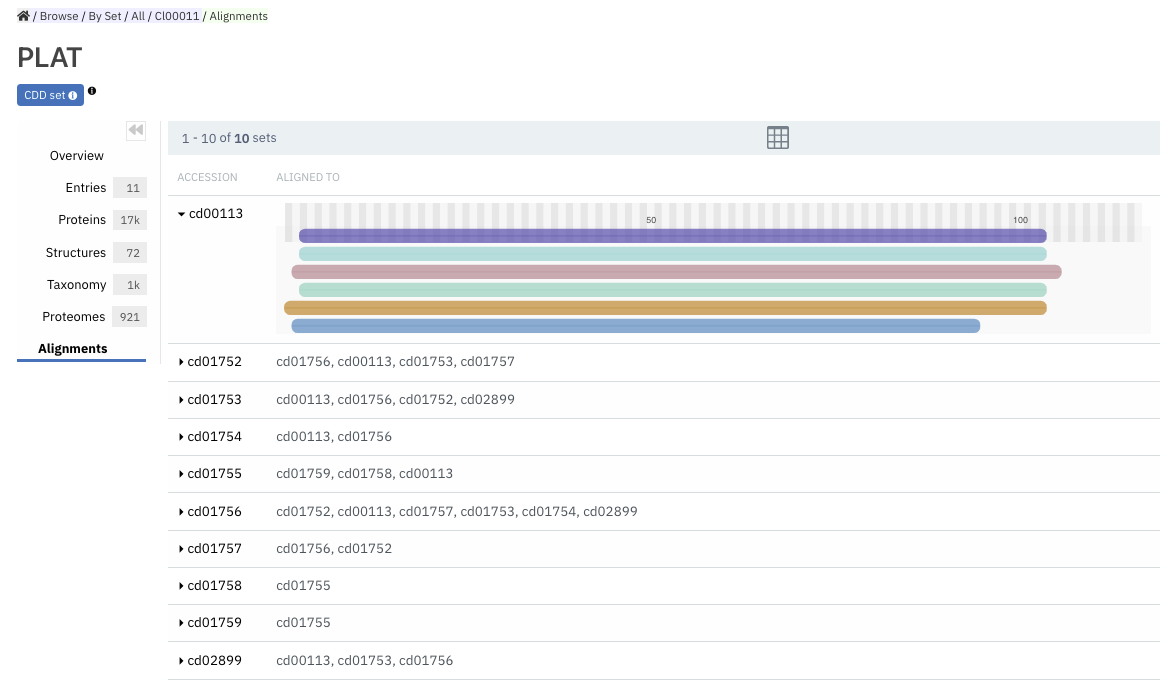 / Browse / By Set / All / Cl00011 / Alignments
PLAT
CDD set
1 - 10 of 10 sets
Overview
Entries 11
Proteins 17k
Structures 72
Taxonomy 1k
Proteomes 921
Alignments
ACCESSION ALIGNED TO
cd00113
50 100
cd01752 cd01756, cd00113, cd01753, cd01757
cd01753 cd00113, cd01756, cd01752, cd02899
cd01754 cd00113, cd01756
cd01755 cd01759, cd01758, cd00113
cd01756 cd01752, cd00113, cd01757, cd01753, cd01754, cd02899
cd01757 cd01756, cd01752
cd01758 cd01755
cd01759 cd01755
cd02899 cd00113, cd01753, cd01756